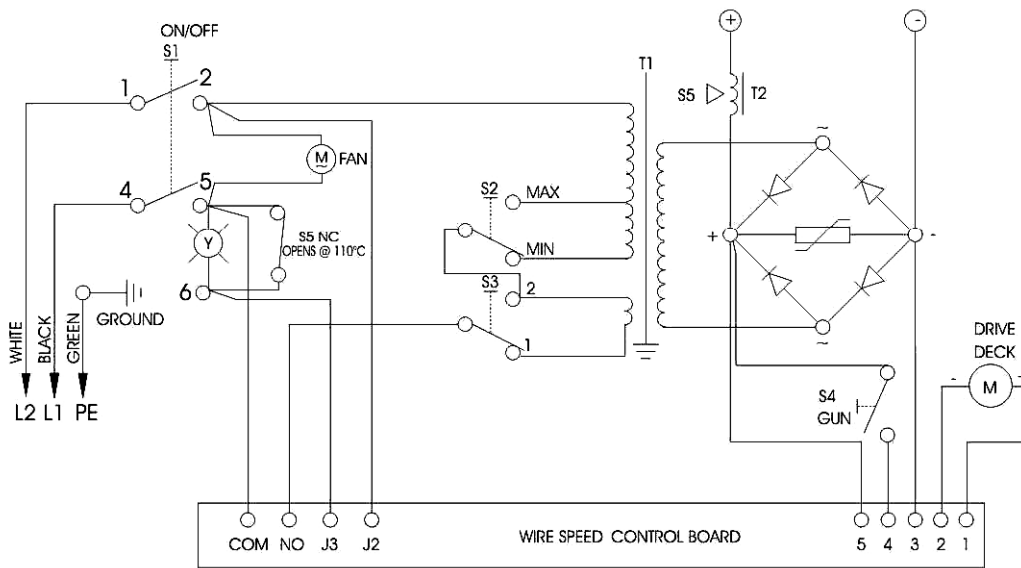 ON/OFF
S1
1 2
T1
+ -
S5 T2
M
~
FAN
~
4 5
S2 MAX
Y
S5 NC
OPENS @ 110°C
MIN
+ -
6
S3 2
GROUND
1
~
WHITE
BLACK
GREEN
L2 L1 PE
DRIVE
DECK
- M -
S4
GUN
COM NO J3 J2
WIRE SPEED CONTROL BOARD
5 4 3 2 1